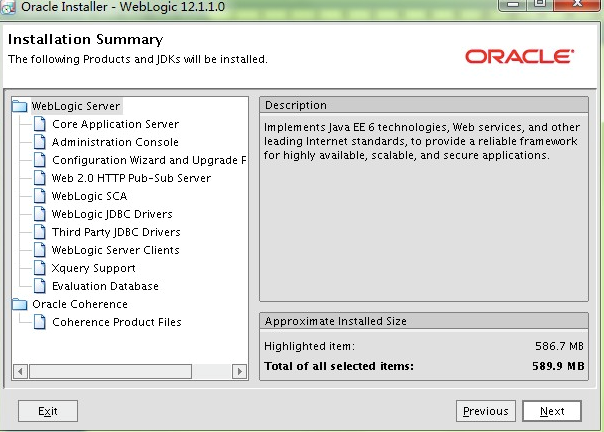 Oracle Installer - WebLogic 12.1.1.0
Installation Summary
The following Products and JDKs will be installed.
ORACLE
WebLogic Server
Core Application Server
Administration Console
Configuration Wizard and Upgrade F
Web 2.0 HTTP Pub-Sub Server
WebLogic SCA
WebLogic JDBC Drivers
Third Party JDBC Drivers
WebLogic Server Clients
Xquery Support
Evaluation Database
Oracle Coherence
Coherence Product Files
Description
Implements Java EE 6 technologies, Web services, and other
leading Internet standards, to provide a reliable framework
for highly available, scalable, and secure applications.
Approximate Installed Size
Highlighted item: 586.7 MB
Total of all selected items: 589.9 MB
Exit
Previous
Next